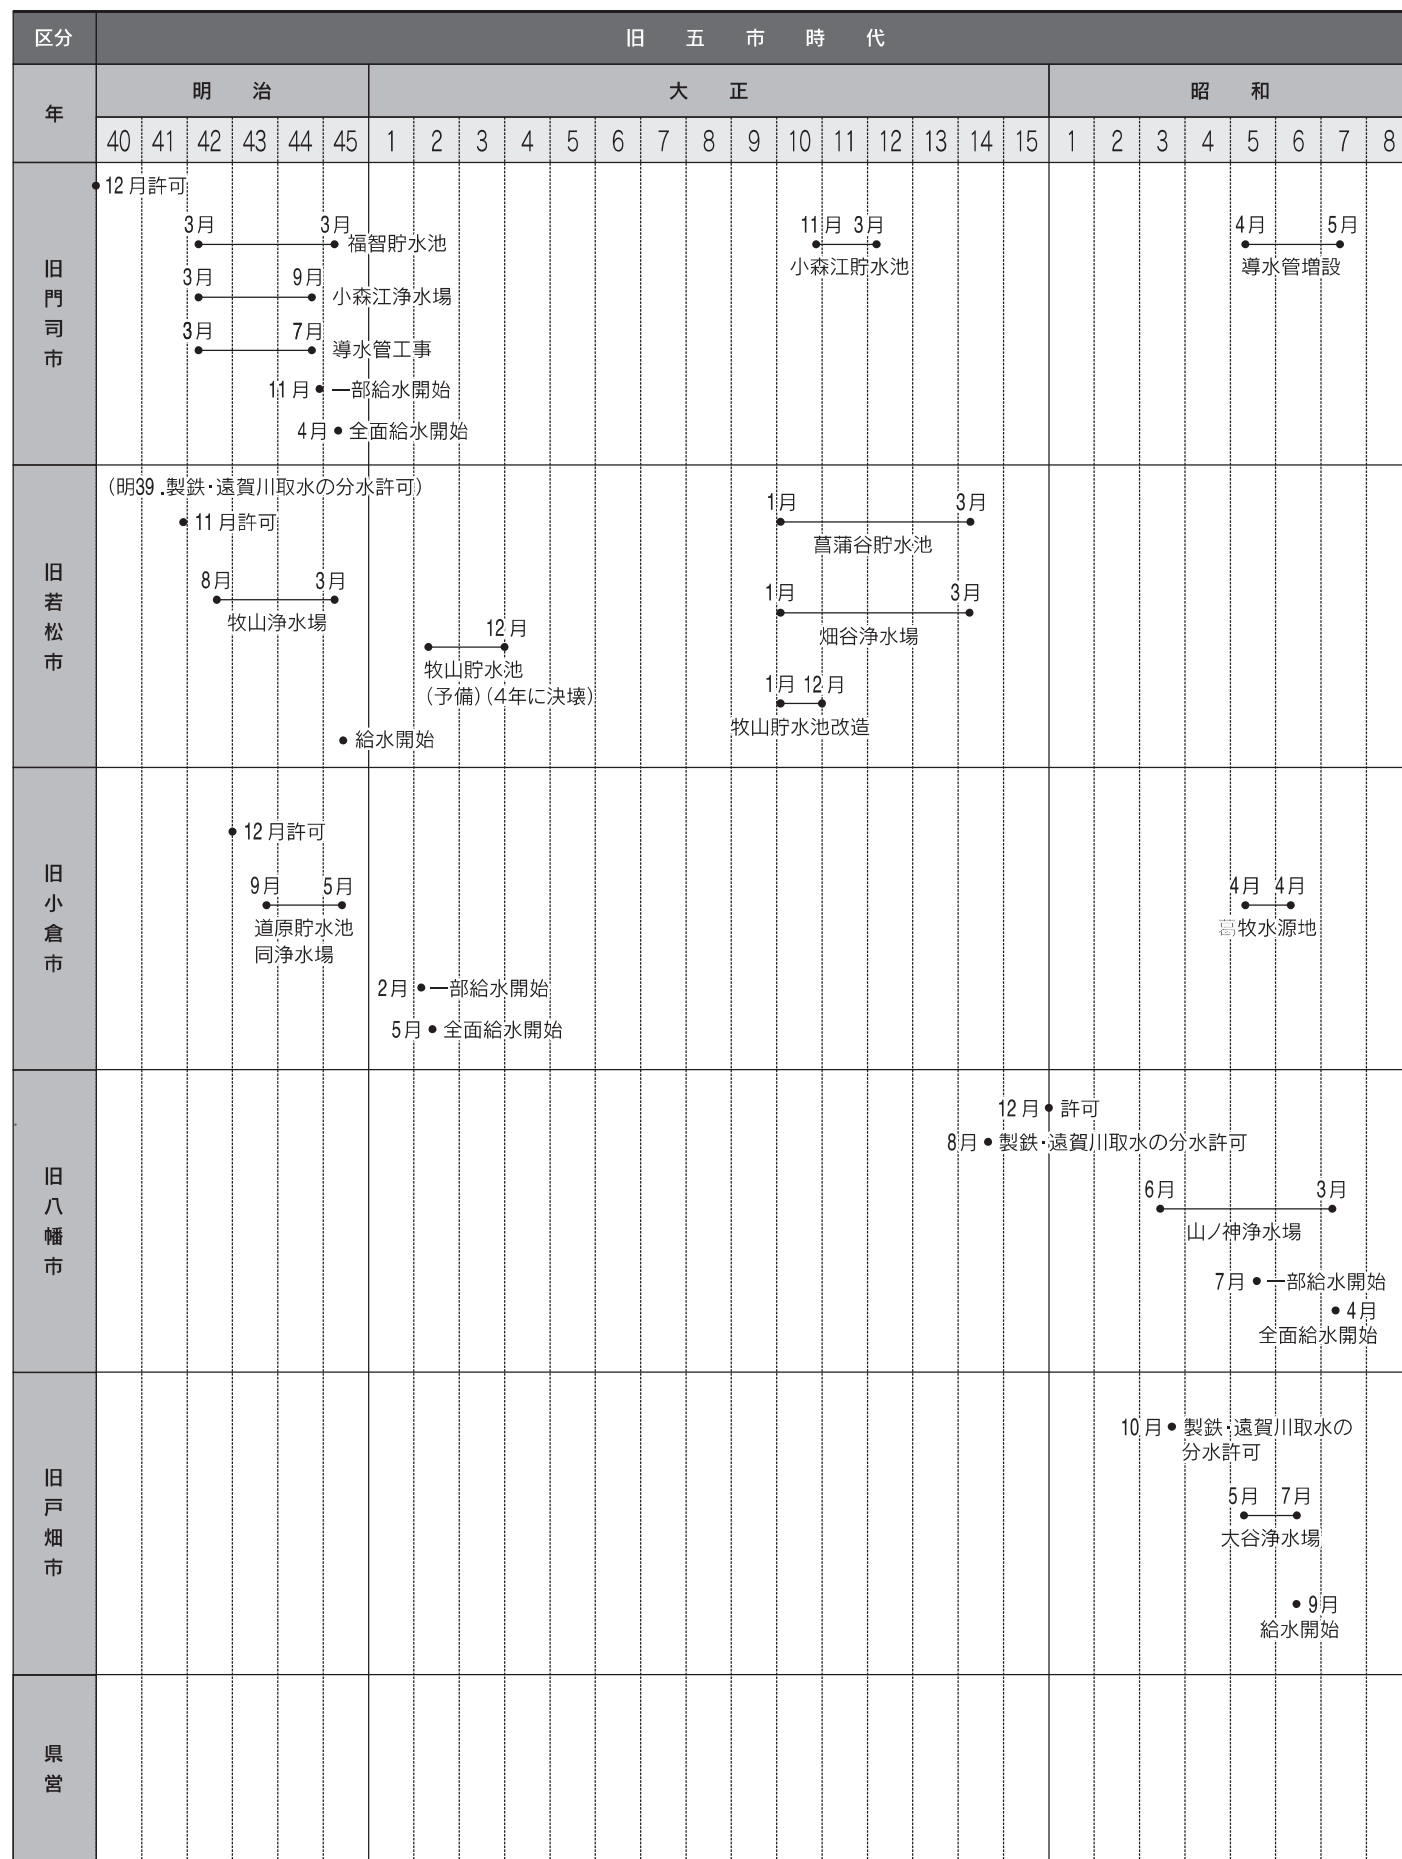 区分 旧五市時代
年 明治 大正 昭和
40 41 42 43 44 45 1 2 3 4 5 6 7 8 9 10 11 12 13 14 15 1 2 3 4 5 6 7 8
旧門司市
12月許可
3月 3月 福智貯水池
3月 9月 小森江浄水場
3月 7月 導水管工事
11月 一部給水開始
4月 全面給水開始
11月 3月
小森江貯水池
4月 5月
導水管増設
旧若松市
(明39.製鉄・遠賀川取水の分水許可)
11月許可
8月 3月
牧山浄水場
12月
牧山貯水池
(予備)(4年に決壊)
給水開始
1月 3月
菖蒲谷貯水池
1月 3月
畑谷浄水場
1月 12月
牧山貯水池改造
旧小倉市
12月許可
9月 5月
道原貯水池
同浄水場
2月 一部給水開始
5月 全面給水開始
4月 4月
葛牧水源地
旧八幡市
12月 許可
8月 製鉄・遠賀川取水の分水許可
6月 3月
山ノ神浄水場
7月 一部給水開始
4月
全面給水開始
旧戸畑市
10月 製鉄・遠賀川取水の
分水許可
5月 7月
大谷浄水場
9月
給水開始
県営